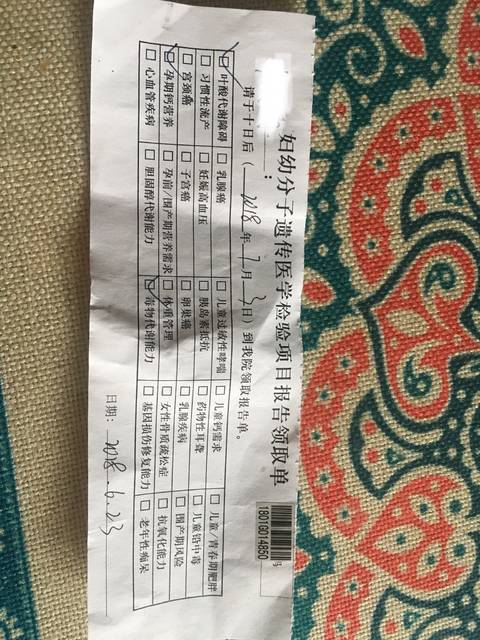 18019014850
妇幼分子遗传医学检验项目报告领取单
：
请于十日后（2018年7月3日）到我院领取报告单。
☑叶酸代谢障碍 □乳腺癌 □儿童过敏性哮喘 □儿童钙需求 □儿童/青春期肥胖
□习惯性流产 □妊娠高血压 □胰岛素抵抗 □药物性耳聋 □儿童铅中毒
□宫颈癌 □子宫癌 □卵巢癌 □乳腺疾病 □围产期风险
☑孕期钙营养 □孕前/围产期营养需求 □体重管理 □女性骨质疏松症 □抗氧化能力
□心血管疾病 □胆固醇代谢能力 ☑毒物代谢能力 □基因损伤修复能力 □老年性痴呆
日期：2018.6.23